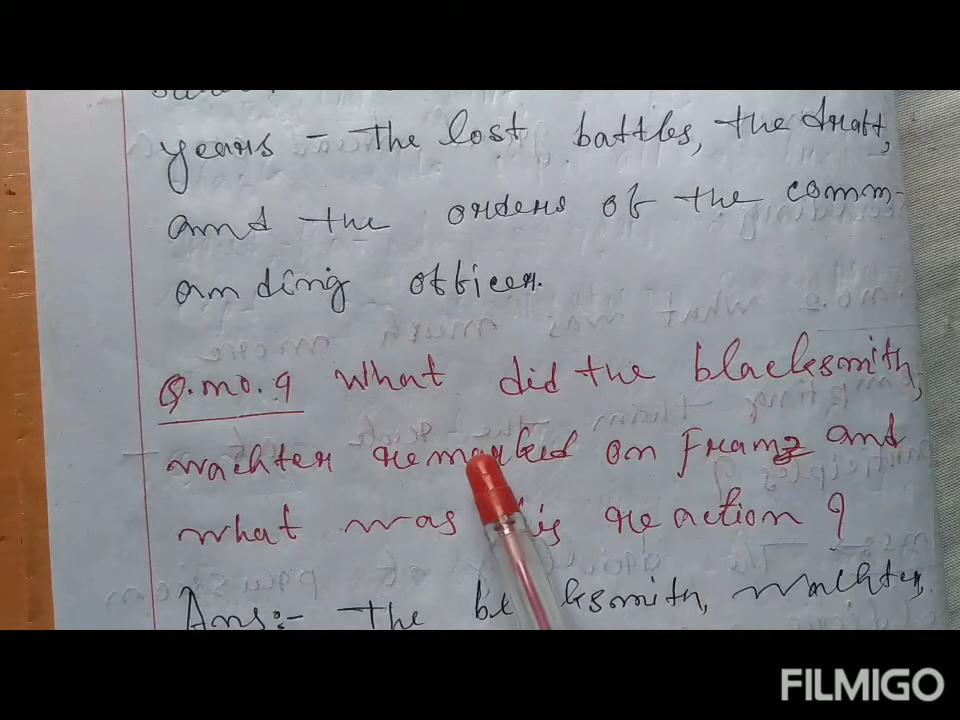 years - The lost battles, the draft,
and the orders of the comm-
anding officer.
Q.no.9 What did the blacksmith,
wachter remarked on Franz and
what was his reaction ?
Ans:- The blacksmith, Wachter,
FILMIGO